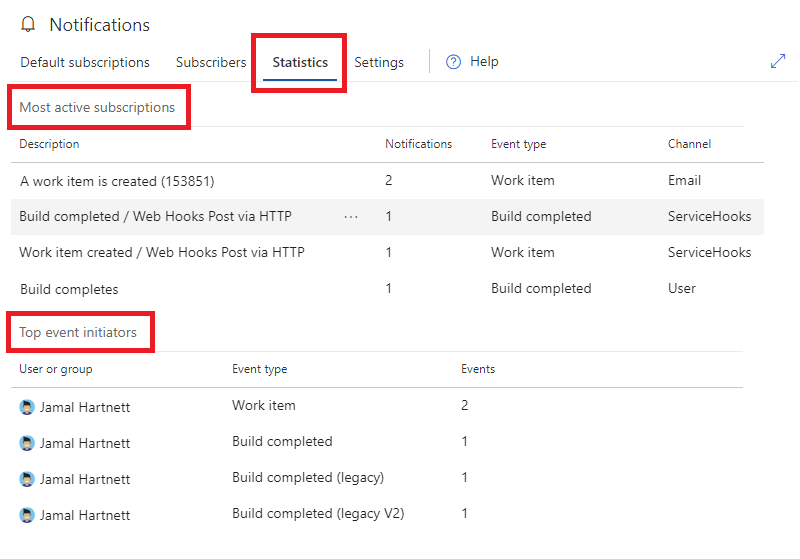 Notifications
Default subscriptions Subscribers Statistics Settings Help
Most active subscriptions
Description Notifications Event type Channel
A work item is created (153851) 2 Work item Email
Build completed / Web Hooks Post via HTTP ... 1 Build completed ServiceHooks
Work item created / Web Hooks Post via HTTP 1 Work item ServiceHooks
Build completes 1 Build completed User
Top event initiators
User or group Event type Events
Jamal Hartnett Work item 2
Jamal Hartnett Build completed 1
Jamal Hartnett Build completed (legacy) 1
Jamal Hartnett Build completed (legacy V2) 1